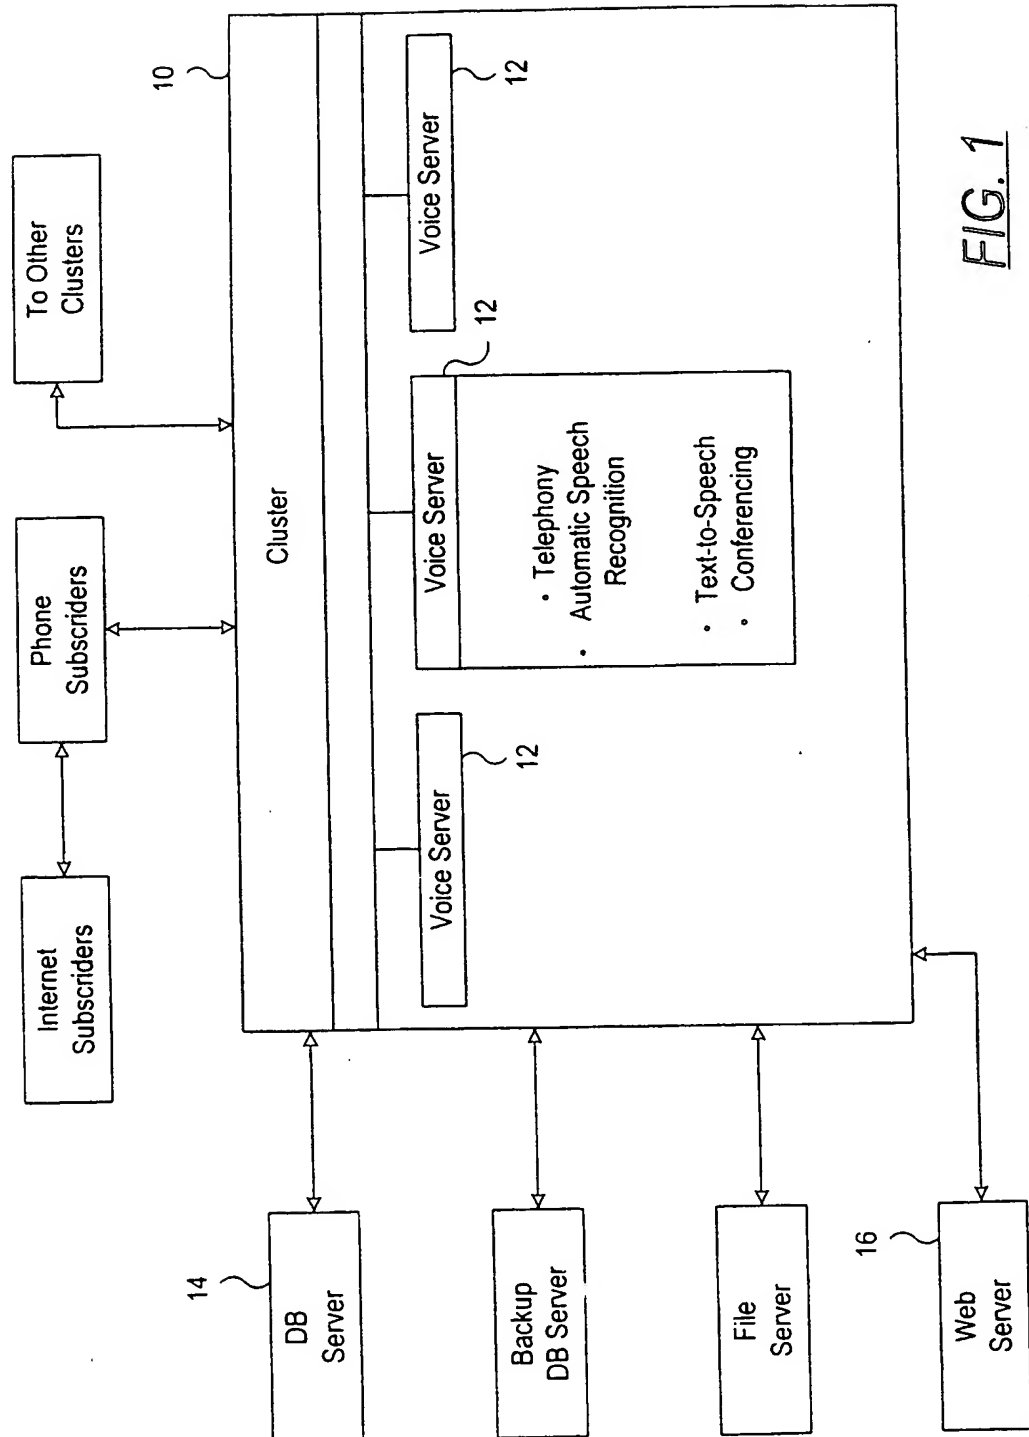 Internet
Subscriders
Phone
Subscriders
To Other
Clusters
10
Cluster
Voice Server
12
Voice Server
12
• Telephony
• Automatic Speech
Recognition
• Text-to-Speech
• Conferencing
Voice Server
12
14
DB
Server
Backup
DB Server
File
Server
16
Web
Server
FIG. 1